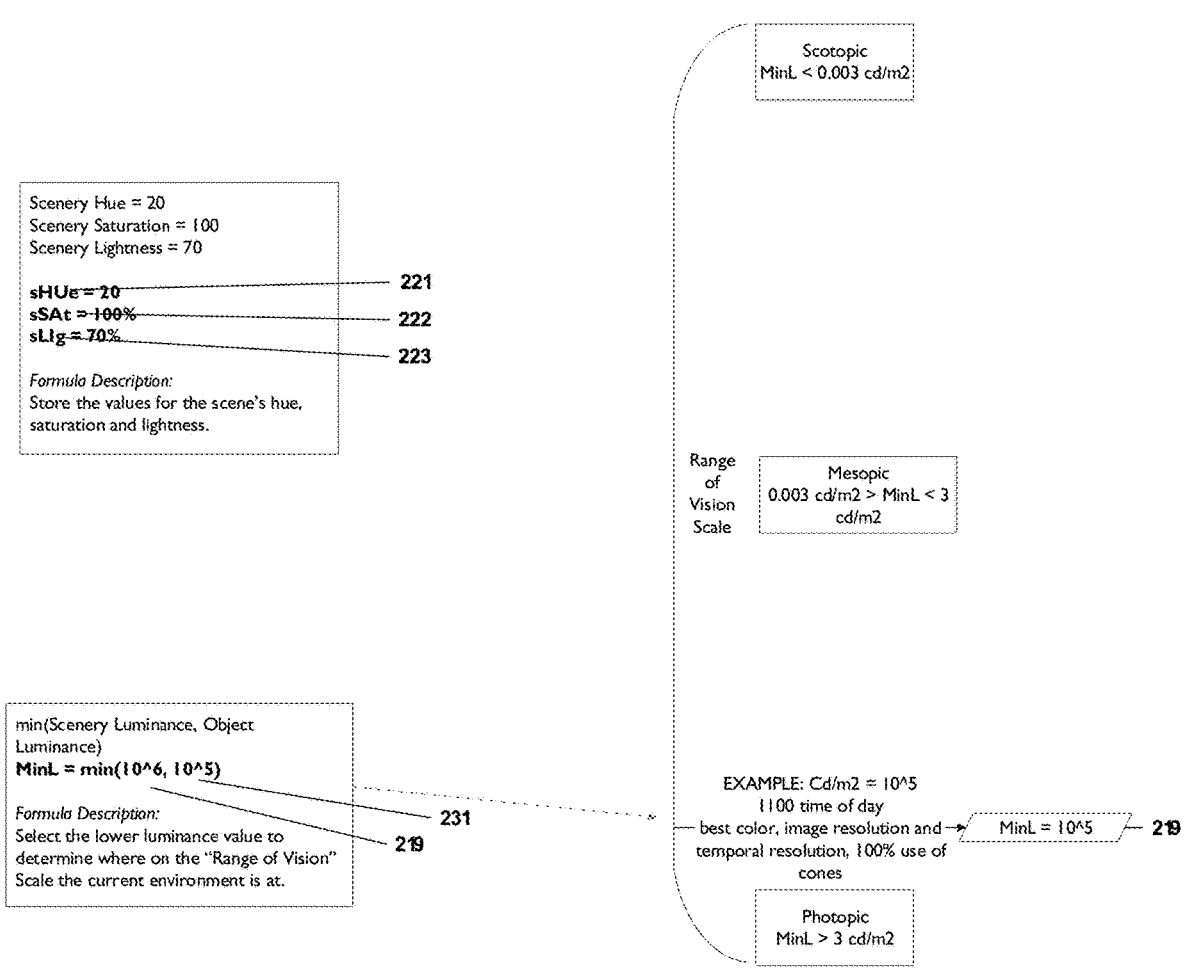 Scotopic
MinL < 0.003 cd/m2
Scenery Hue = 20
Scenery Saturation = 100
Scenery Lightness = 70
sHUe = 20
221
sSAt = 100%
222
sLIg = 70%
223
Formula Description:
Store the values for the scene's hue,
saturation and lightness.
Range
of
Vision
Scale
Mesopic
0.003 cd/m2 > MinL < 3
cd/m2
min(Scenery Luminance, Object
Luminance)
MinL = min(10^6, 10^5)
Formula Description:
Select the lower luminance value to
determine where on the "Range of Vision"
Scale the current environment is at.
231
219
EXAMPLE: Cd/m2 = 10^5
1100 time of day
best color, image resolution and
temporal resolution, 100% use of
cones
MinL = 10^5
219
Photopic
MinL > 3 cd/m2